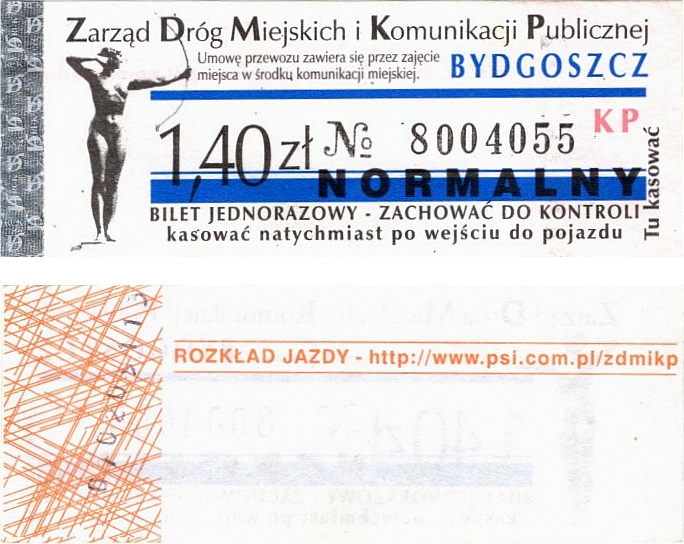 Zarząd Dróg Miejskich i Komunikacji Publicznej
Umowę przewozu zawiera się przez zajęcie
miejsca w środku komunikacji miejskiej.
BYDGOSZCZ
KP
1,40 zł № 8004055
NORMALNY
Tu kasować
BILET JEDNORAZOWY - ZACHOWAĆ DO KONTROLI
kasować natychmiast po wejściu do pojazdu
ROZKŁAD JAZDY - http://www.psi.com.pl/zdmikp